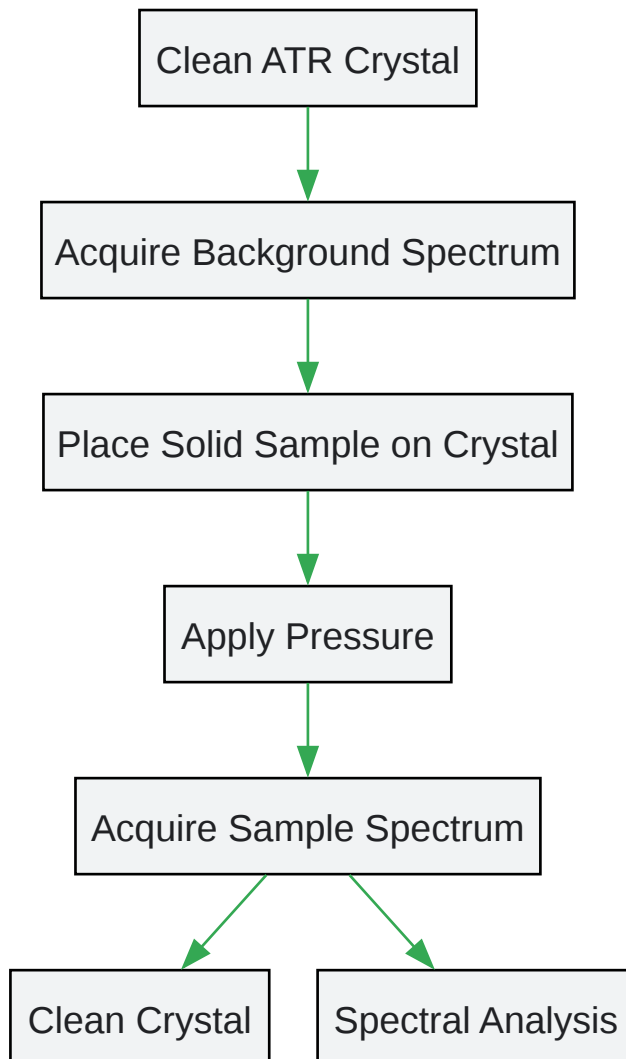 Clean ATR Crystal
Acquire Background Spectrum
Place Solid Sample on Crystal
Apply Pressure
Acquire Sample Spectrum
Clean Crystal
Spectral Analysis